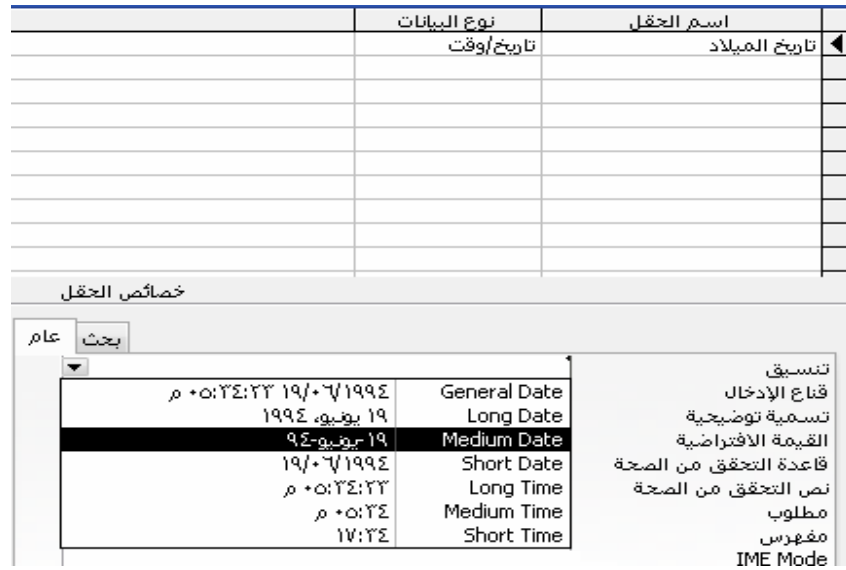 اسم الحقل نوع البيانات
تاريخ الميلاد تاريخ/وقت
خصائص الحقل
عام بحث
تنسيق
General Date ١٩/٠٦/١٩٩٤ ٠٥:٣٤:٢٣ م
قناع الإدخال
Long Date ١٩ يونيو، ١٩٩٤
تسمية توضيحية
Medium Date ١٩-يونيو-٩٤
القيمة الافتراضية
Short Date ١٩/٠٦/١٩٩٤
قاعدة التحقق من الصحة
Long Time ٠٥:٣٤:٢٣ م
نص التحقق من الصحة
Medium Time ٠٥:٣٤ م
مطلوب
Short Time ١٧:٣٤
مفهرس
IME Mode